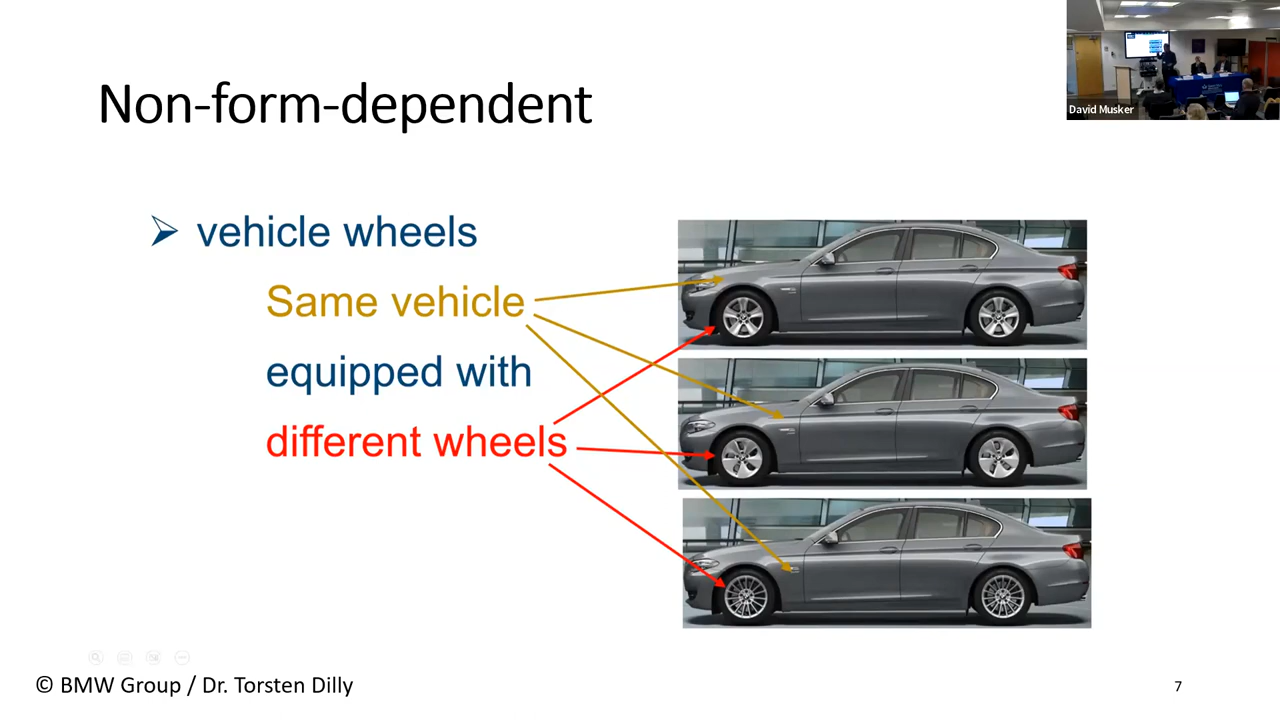 David Musker
Non-form-dependent
➢ vehicle wheels
Same vehicle
equipped with
different wheels
© BMW Group / Dr. Torsten Dilly
7